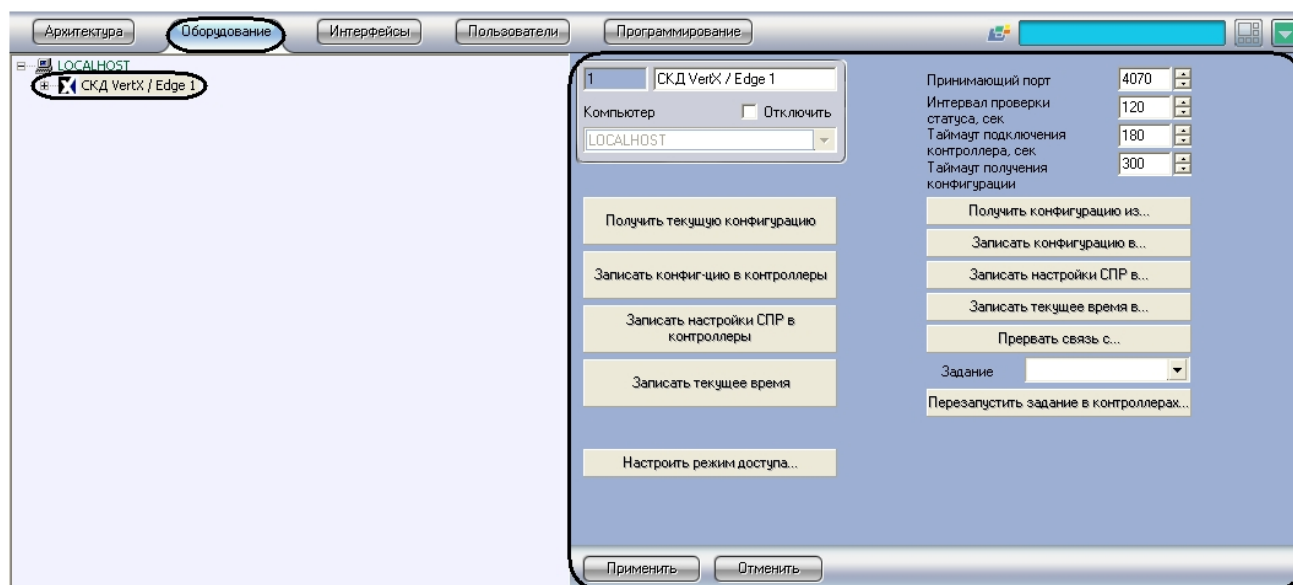 Архитектура Оборудование Интерфейсы Пользователи Программирование
LOCALHOST
СКД VertX / Edge 1
1 СКД VertX / Edge 1
Компьютер Отключить
LOCALHOST
Принимающий порт 4070
Интервал проверки
статуса, сек 120
Таймаут подключения
контроллера, сек 180
Таймаут получения
конфигурации 300
Получить текущую конфигурацию
Записать конфиг-цию в контроллеры
Записать настройки СПР в
контроллеры
Записать текущее время
Настроить режим доступа...
Получить конфигурацию из...
Записать конфигурацию в...
Записать настройки СПР в...
Записать текущее время в...
Прервать связь с...
Задание
Перезапустить задание в контроллерах...
Применить Отменить